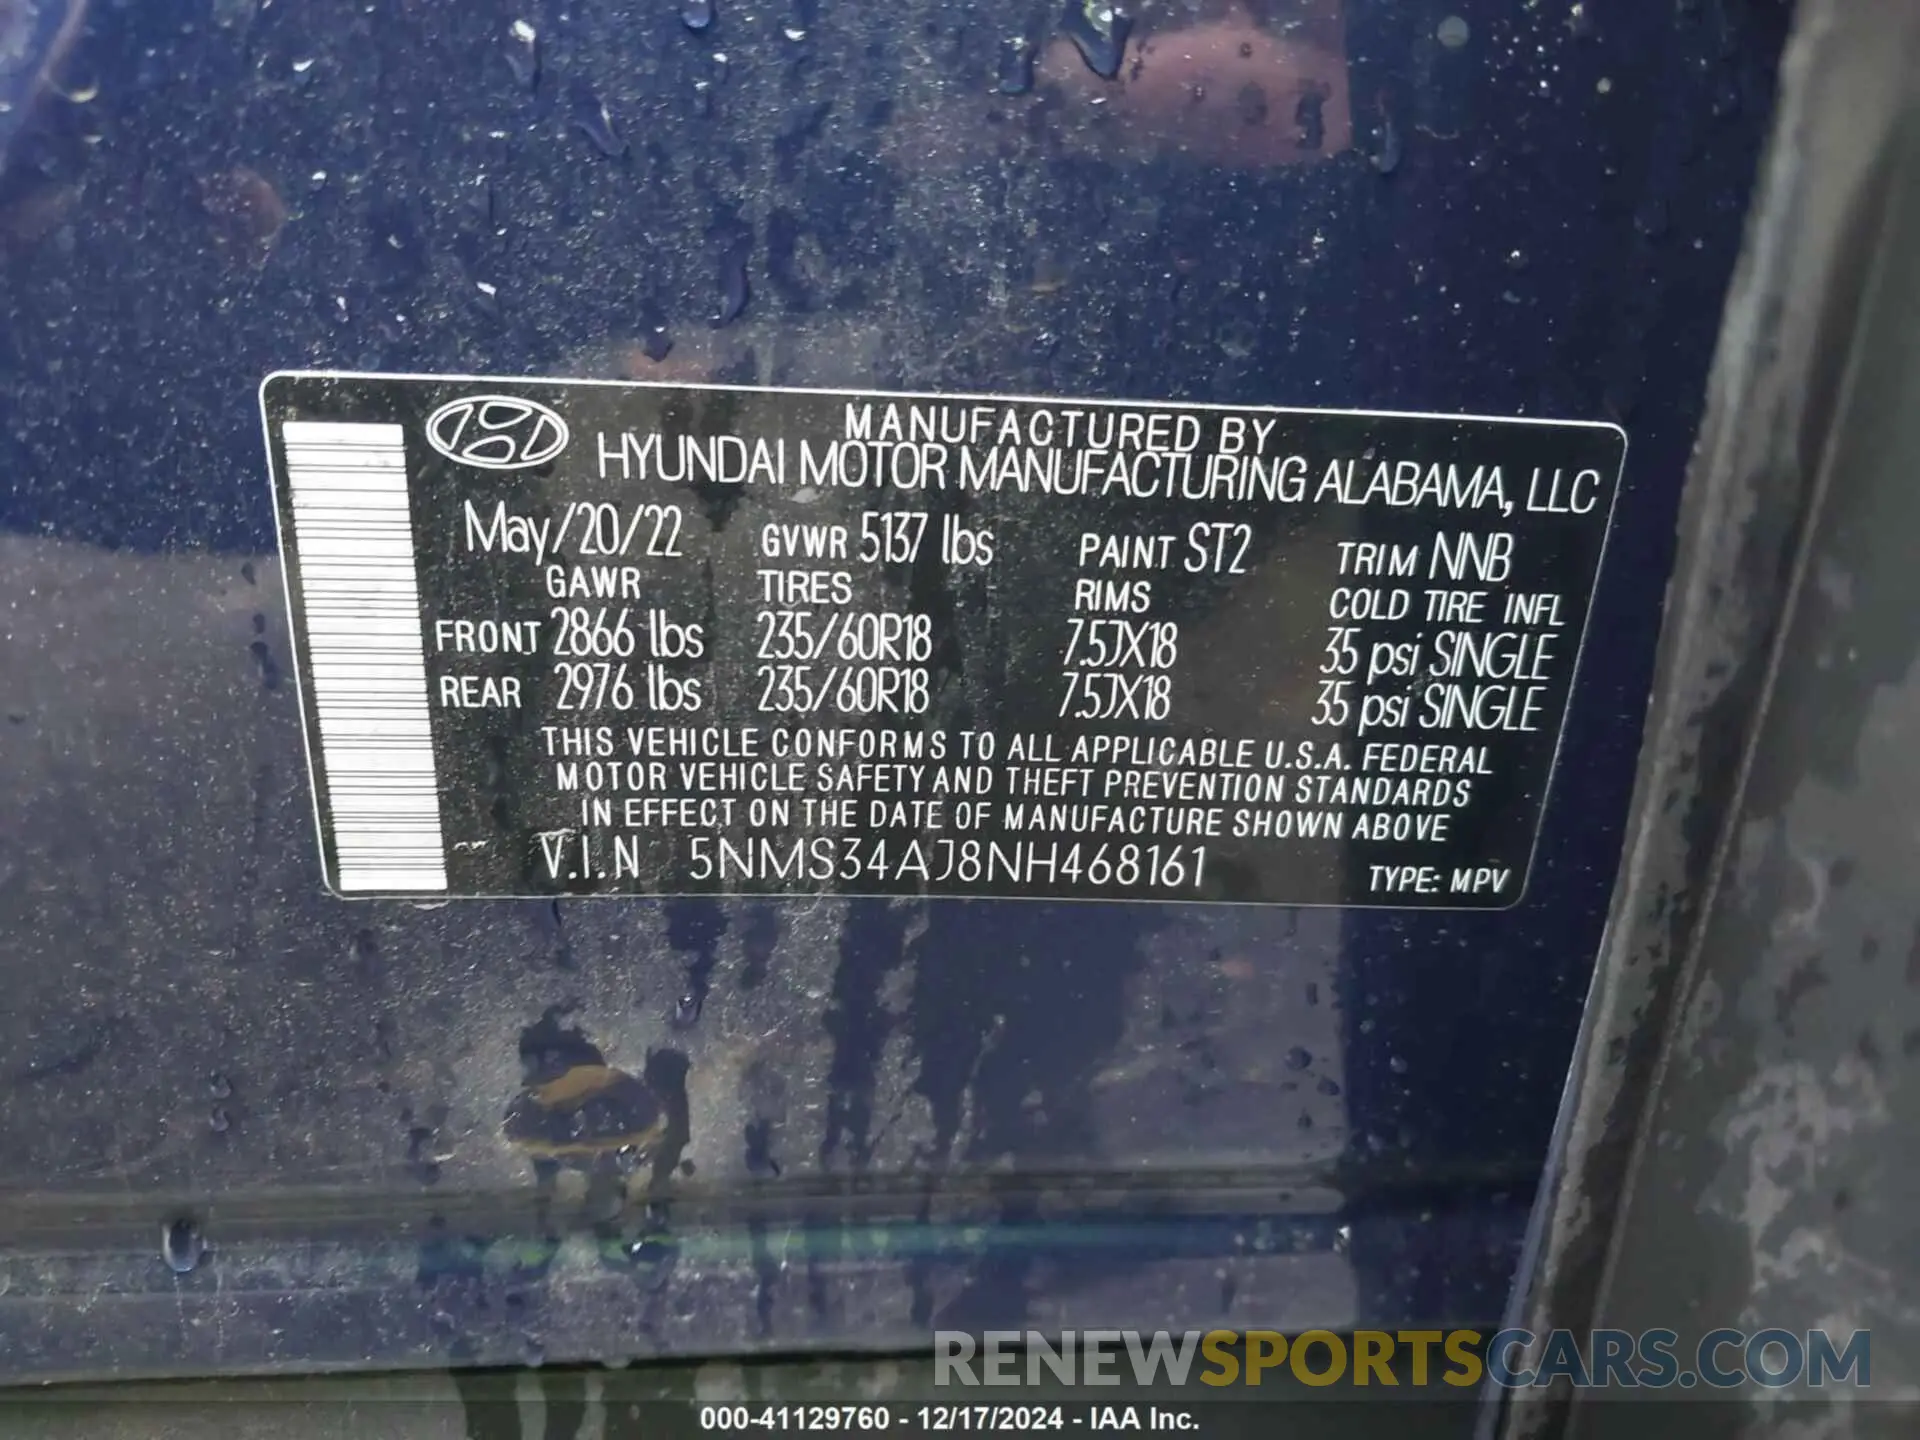 MANUFACTURED BY
HYUNDAI MOTOR MANUFACTURING ALABAMA, LLC
May/20/22 GVWR 5137 lbs PAINT ST2 TRIM NNB
GAWR TIRES RIMS COLD TIRE INFL
FRONT 2866 lbs 235/60R18 7.5JX18 35 psi SINGLE
REAR 2976 lbs 235/60R18 7.5JX18 35 psi SINGLE
THIS VEHICLE CONFORMS TO ALL APPLICABLE U.S.A. FEDERAL
MOTOR VEHICLE SAFETY AND THEFT PREVENTION STANDARDS
IN EFFECT ON THE DATE OF MANUFACTURE SHOWN ABOVE
V.I.N 5NMS34AJ8NH468161 TYPE: MPV
RENEWSPORTSCARS.COM
000-41129760 - 12/17/2024 - IAA Inc.